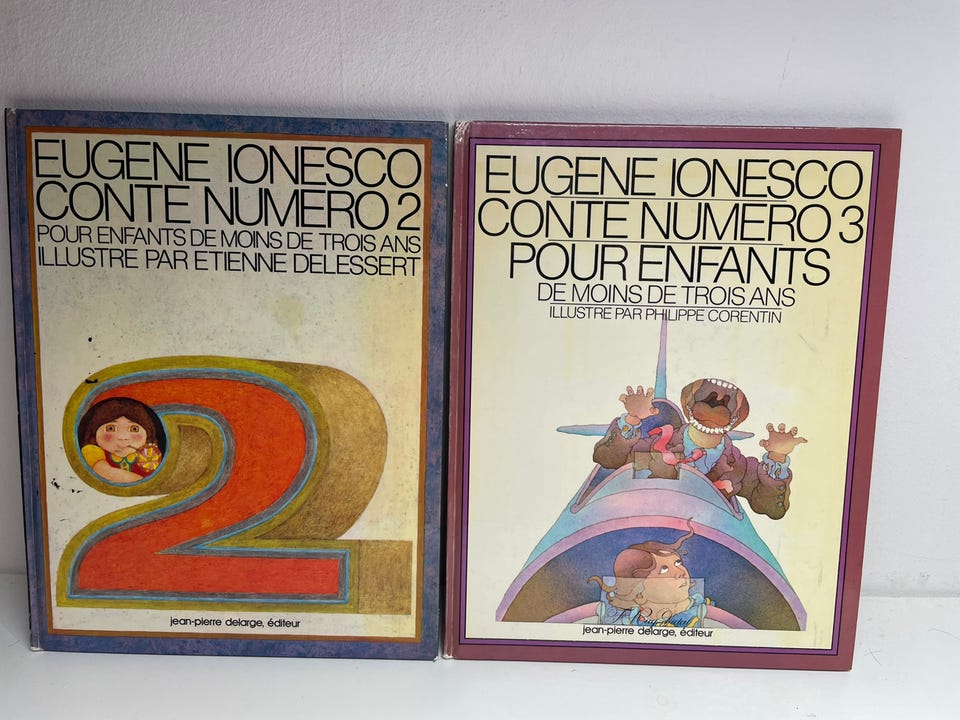 EUGENE IONESCO
CONTE NUMERO 2
POUR ENFANTS DE MOINS DE TROIS ANS
ILLUSTRE PAR ETIENNE DELESSERT
2
jean-pierre delarge, éditeur
EUGENE IONESCO
CONTE NUMERO 3
POUR ENFANTS
DE MOINS DE TROIS ANS
ILLUSTRE PAR PHILIPPE CORENTIN
jean-pierre delarge, éditeur